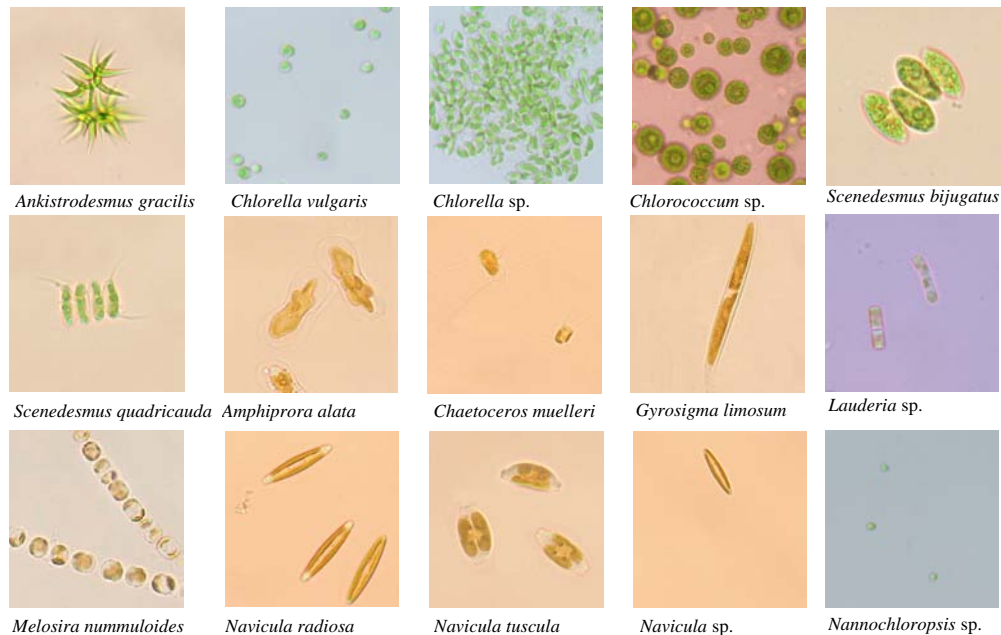 Ankistrodesmus gracilis
Chlorella vulgaris
Chlorella sp.
Chlorococcum sp.
Scenedesmus bijugatus
Scenedesmus quadricauda
Amphiprora alata
Chaetoceros muelleri
Gyrosigma limosum
Lauderia sp.
Melosira nummuloides
Navicula radiosa
Navicula tuscula
Navicula sp.
Nannochloropsis sp.